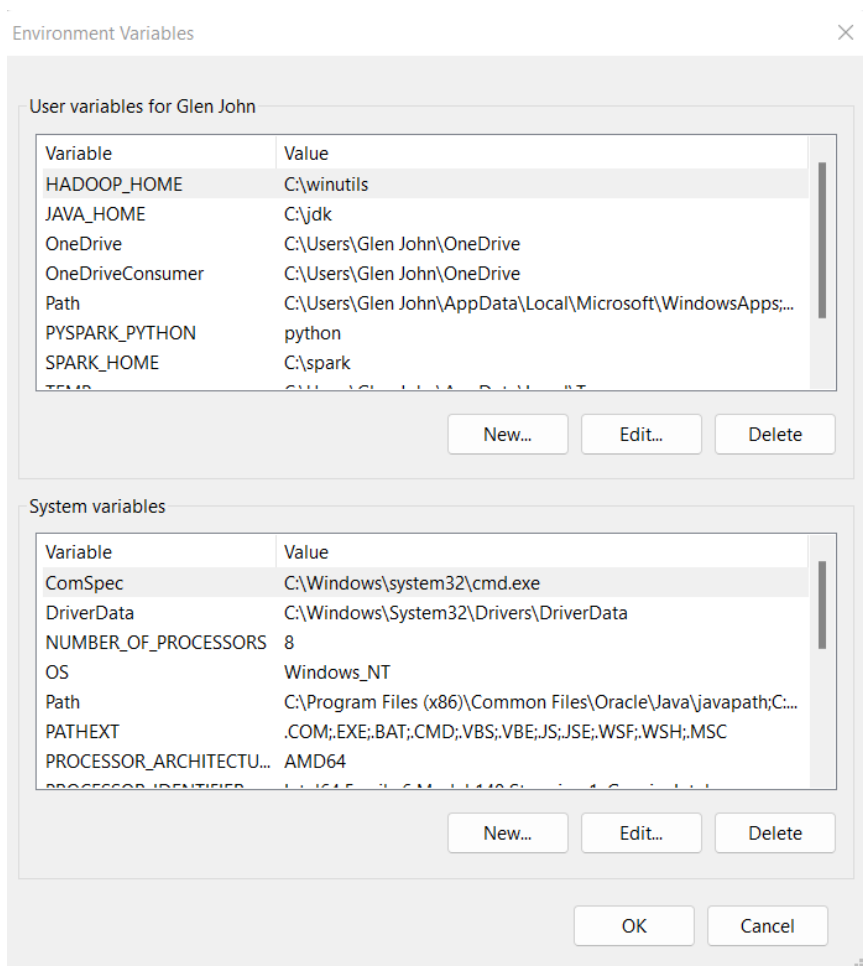 Environment Variables
User variables for Glen John
Variable Value
HADOOP_HOME C:\winutils
JAVA_HOME C:\jdk
OneDrive C:\Users\Glen John\OneDrive
OneDriveConsumer C:\Users\Glen John\OneDrive
Path C:\Users\Glen John\AppData\Local\Microsoft\WindowsApps;...
PYSPARK_PYTHON python
SPARK_HOME C:\spark
New... Edit... Delete
System variables
Variable Value
ComSpec C:\Windows\system32\cmd.exe
DriverData C:\Windows\System32\Drivers\DriverData
NUMBER_OF_PROCESSORS 8
OS Windows_NT
Path C:\Program Files (x86)\Common Files\Oracle\Java\javapath;C:...
PATHEXT .COM;.EXE;.BAT;.CMD;.VBS;.VBE;.JS;.JSE;.WSF;.WSH;.MSC
PROCESSOR_ARCHITECTU... AMD64
New... Edit... Delete
OK Cancel